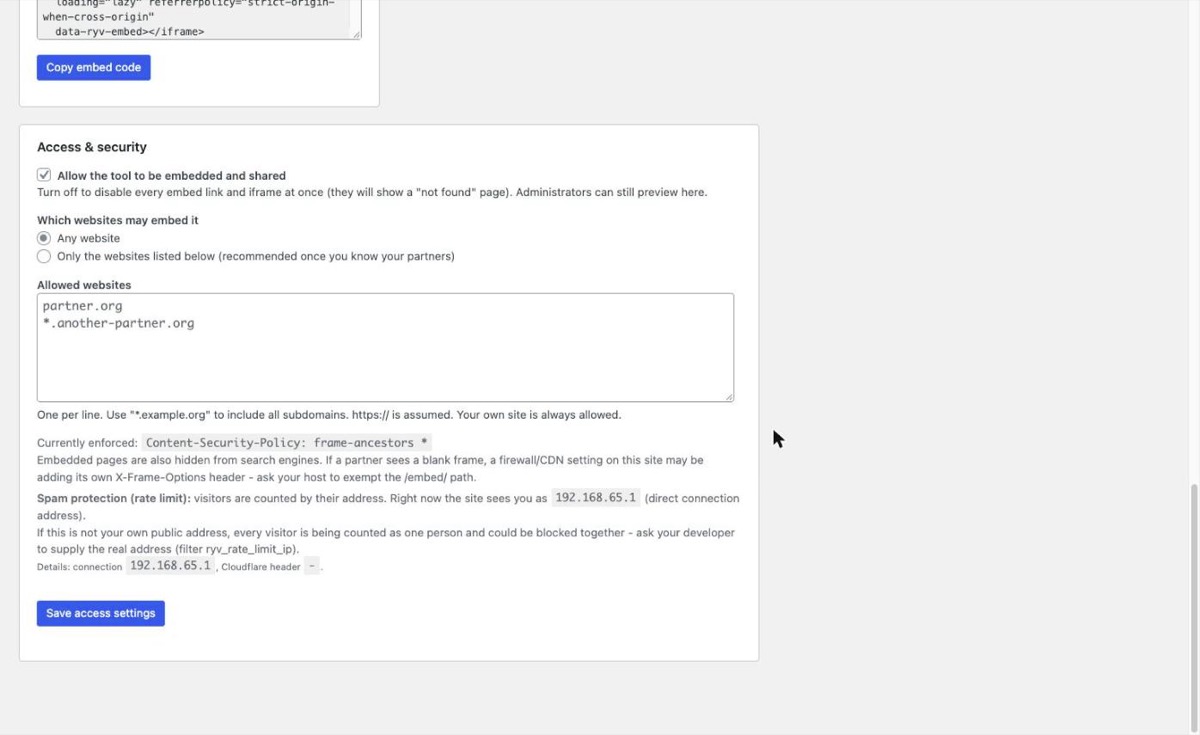 loading="lazy" referrerpolicy="strict-origin-
when-cross-origin"
data-ryv-embed></iframe>
Copy embed code
Access & security
Allow the tool to be embedded and shared
Turn off to disable every embed link and iframe at once (they will show a "not found" page). Administrators can still preview here.
Which websites may embed it
Any website
Only the websites listed below (recommended once you know your partners)
Allowed websites
partner.org
*.another-partner.org
One per line. Use "*.example.org" to include all subdomains. https:// is assumed. Your own site is always allowed.
Currently enforced: Content-Security-Policy: frame-ancestors *
Embedded pages are also hidden from search engines. If a partner sees a blank frame, a firewall/CDN setting on this site may be
adding its own X-Frame-Options header - ask your host to exempt the /embed/ path.
Spam protection (rate limit): visitors are counted by their address. Right now the site sees you as 192.168.65.1 (direct connection
address).
If this is not your own public address, every visitor is being counted as one person and could be blocked together - ask your developer
to supply the real address (filter ryv_rate_limit_ip).
Details: connection 192.168.65.1, Cloudflare header -.
Save access settings